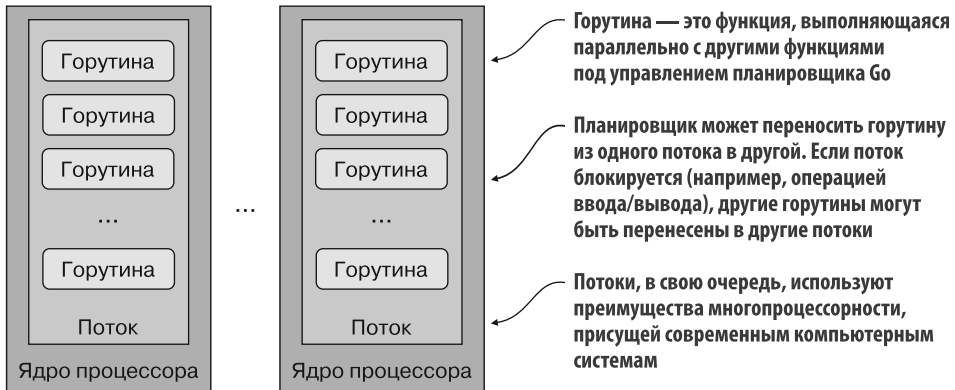 Горутина
Горутина
Горутина
...
Горутина
Поток
Ядро процессора
...
Горутина
Горутина
Горутина
...
Горутина
Поток
Ядро процессора
Горутина — это функция, выполняющаяся
параллельно с другими функциями
под управлением планировщика Go
Планировщик может переносить горутину
из одного потока в другой. Если поток
блокируется (например, операцией
ввода/вывода), другие горутины могут
быть перенесены в другие потоки
Потоки, в свою очередь, используют
преимущества многопроцессорности,
присущей современным компьютерным
системам